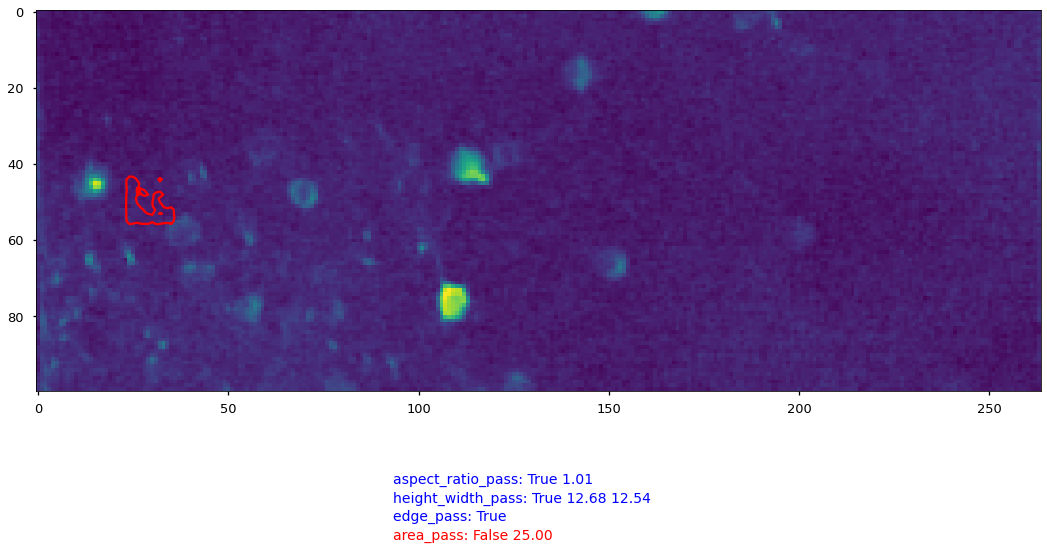 0
20
40
60
80
0 50 100 150 200 250
aspect_ratio_pass: True 1.01
height_width_pass: True 12.68 12.54
edge_pass: True
area_pass: False 25.00